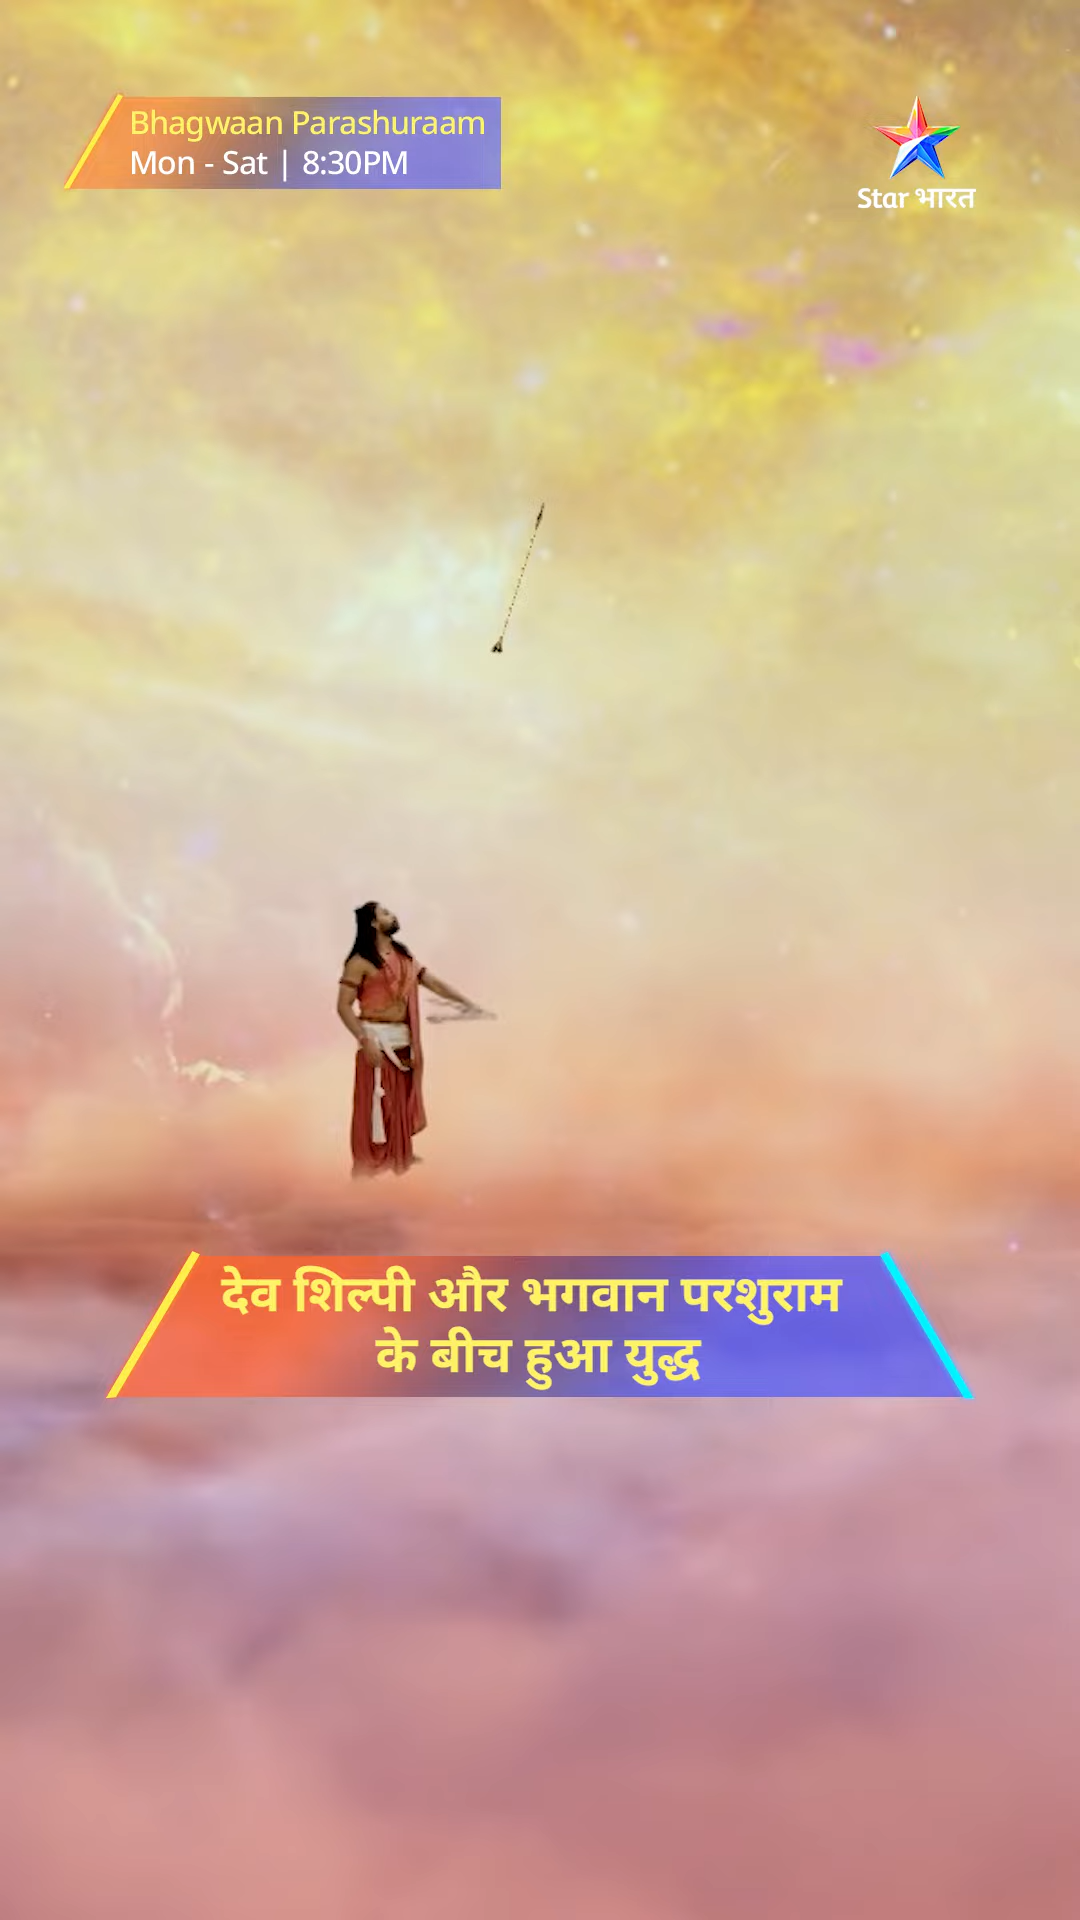 Bhagwaan Parashuraam
Mon - Sat | 8:30PM
Star भारत
देव शिल्पी और भगवान परशुराम
के बीच हुआ युद्ध